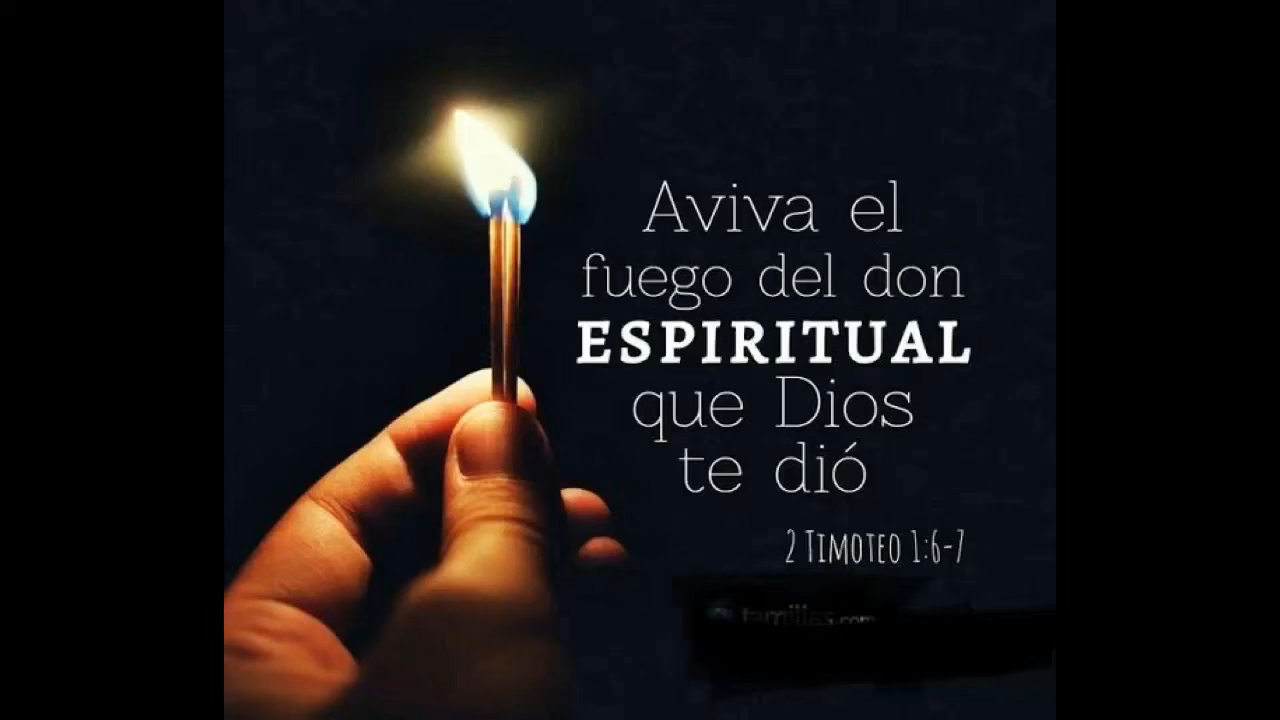 Aviva el
fuego del don
ESPIRITUAL
que Dios
te dió
2 TIMOTEO 1:6-7